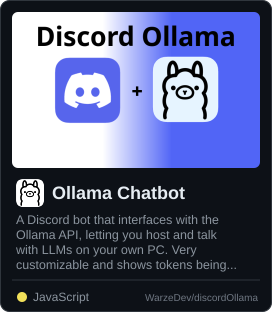 Discord Ollama
+
Ollama Chatbot
A Discord bot that interfaces with the
Ollama API, letting you host and talk
with LLMs on your own PC. Very
customizable and shows tokens being...
JavaScript
WarzeDev/discordOllama